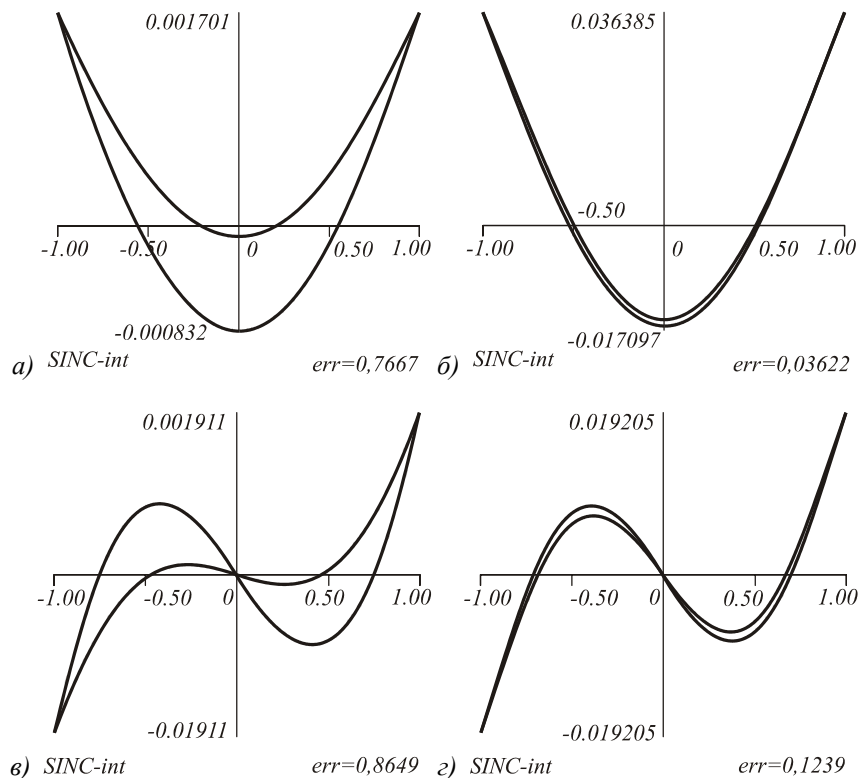 0.001701
-1.00 -0.50 0 0.50 1.00
-0.000832
а) SINC-int err=0,7667
0.036385
-0.50
-1.00 0 0.50 1.00
-0.017097
б) SINC-int err=0,03622
0.001911
-1.00 -0.50 0 0.50 1.00
-0.01911
в) SINC-int err=0,8649
0.019205
-1.00 -0.50 0 0.50 1.00
-0.019205
г) SINC-int err=0,1239